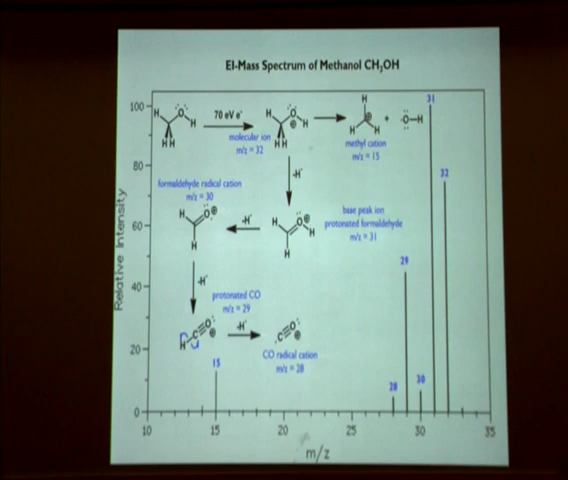 EI-Mass Spectrum of Methanol CH₃OH
Relative Intensity
100
80
60
40
20
0
10
15
20
25
30
35
m/z
H
O
H
H H
70 eV e⁻
H
O
⊕
H
H H
molecular ion
m/z = 32
H
H
H
⊕
+
O–H
methyl cation
m/z = 15
-H
formaldehyde radical cation
m/z = 30
H
O
⊕
H
-H
H
O
⊕
H
H
base peak ion
protonated formaldehyde
m/z = 31
-H
protonated CO
m/z = 29
H
C
O
⊕
-H
C
O
⊕
CO radical cation
m/z = 28
15
28
29
30
31
32